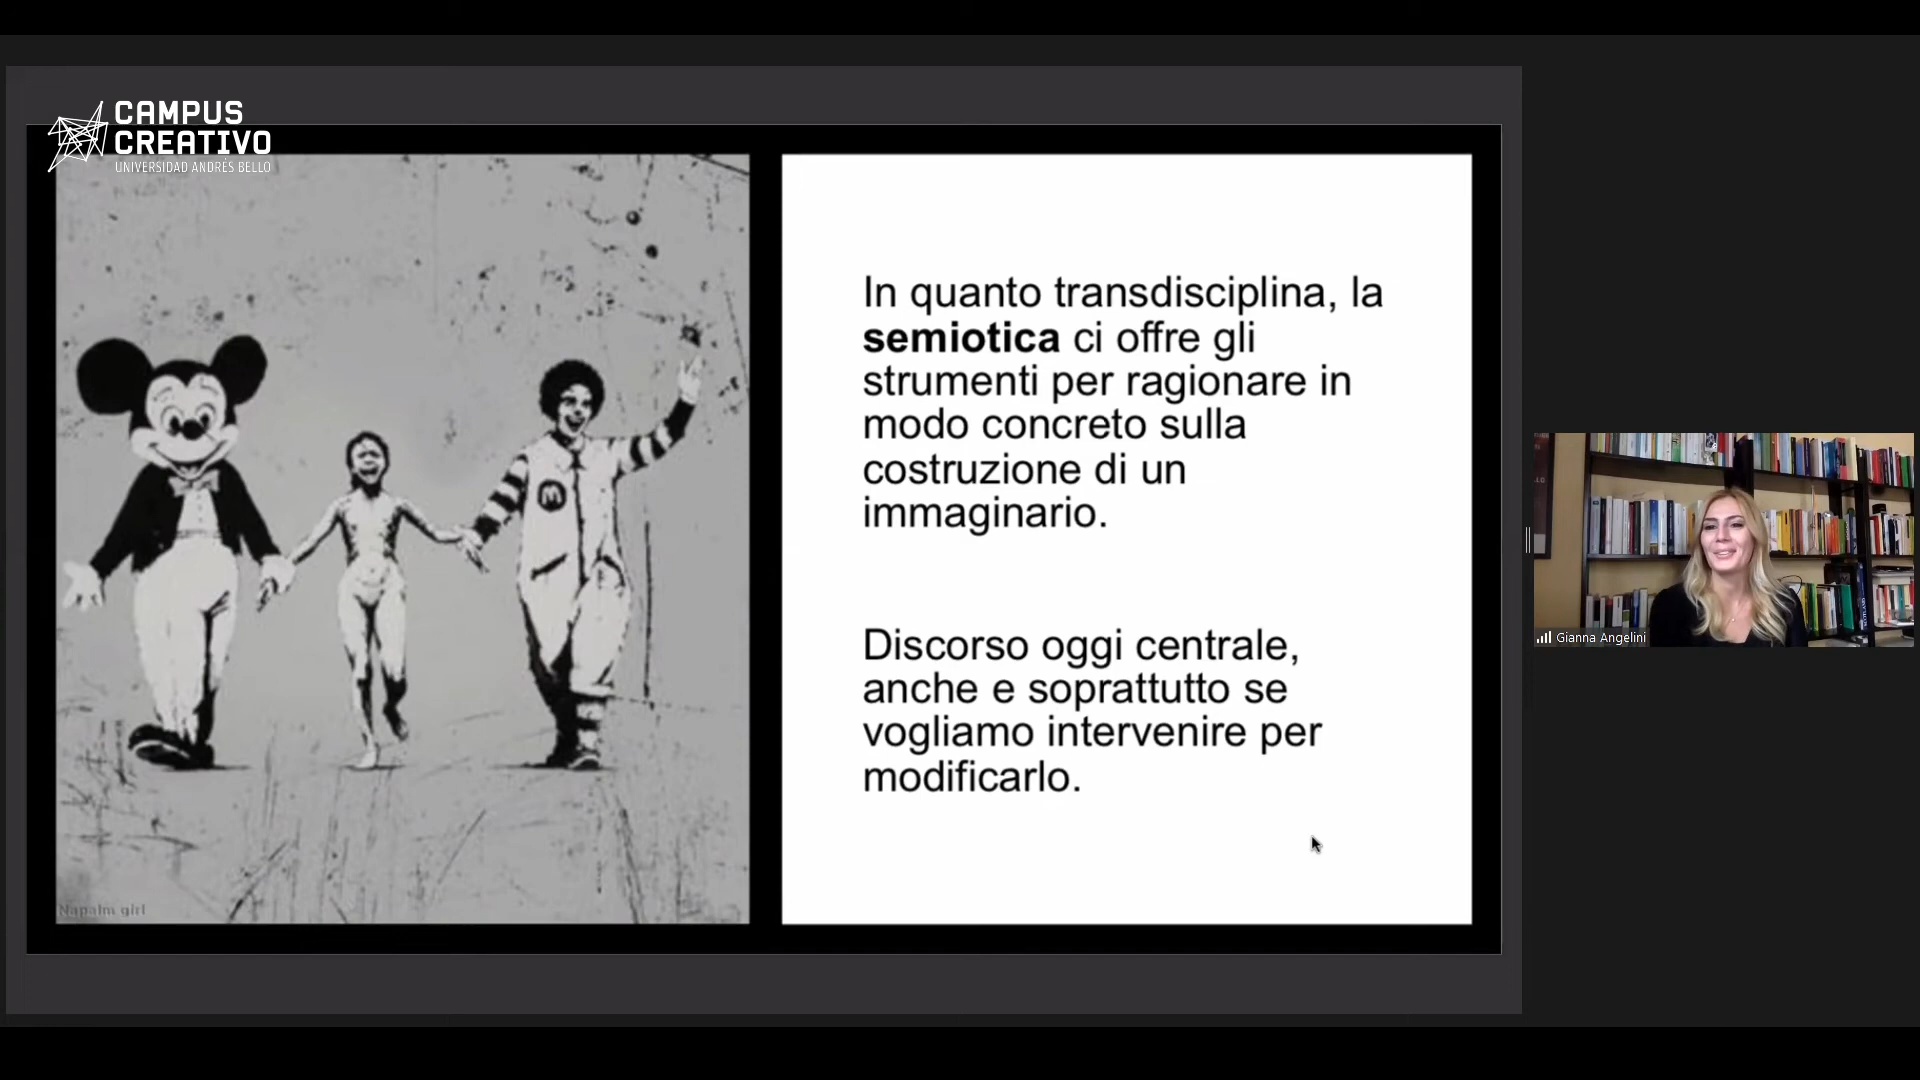 CAMPUS
CREATIVO
UNIVERSIDAD ANDRÉS BELLO
In quanto transdisciplina, la
semiotica ci offre gli
strumenti per ragionare in
modo concreto sulla
costruzione di un
immaginario.
Discorso oggi centrale,
anche e soprattutto se
vogliamo intervenire per
modificarlo.
M
Napalm girl
Gianna Angelini